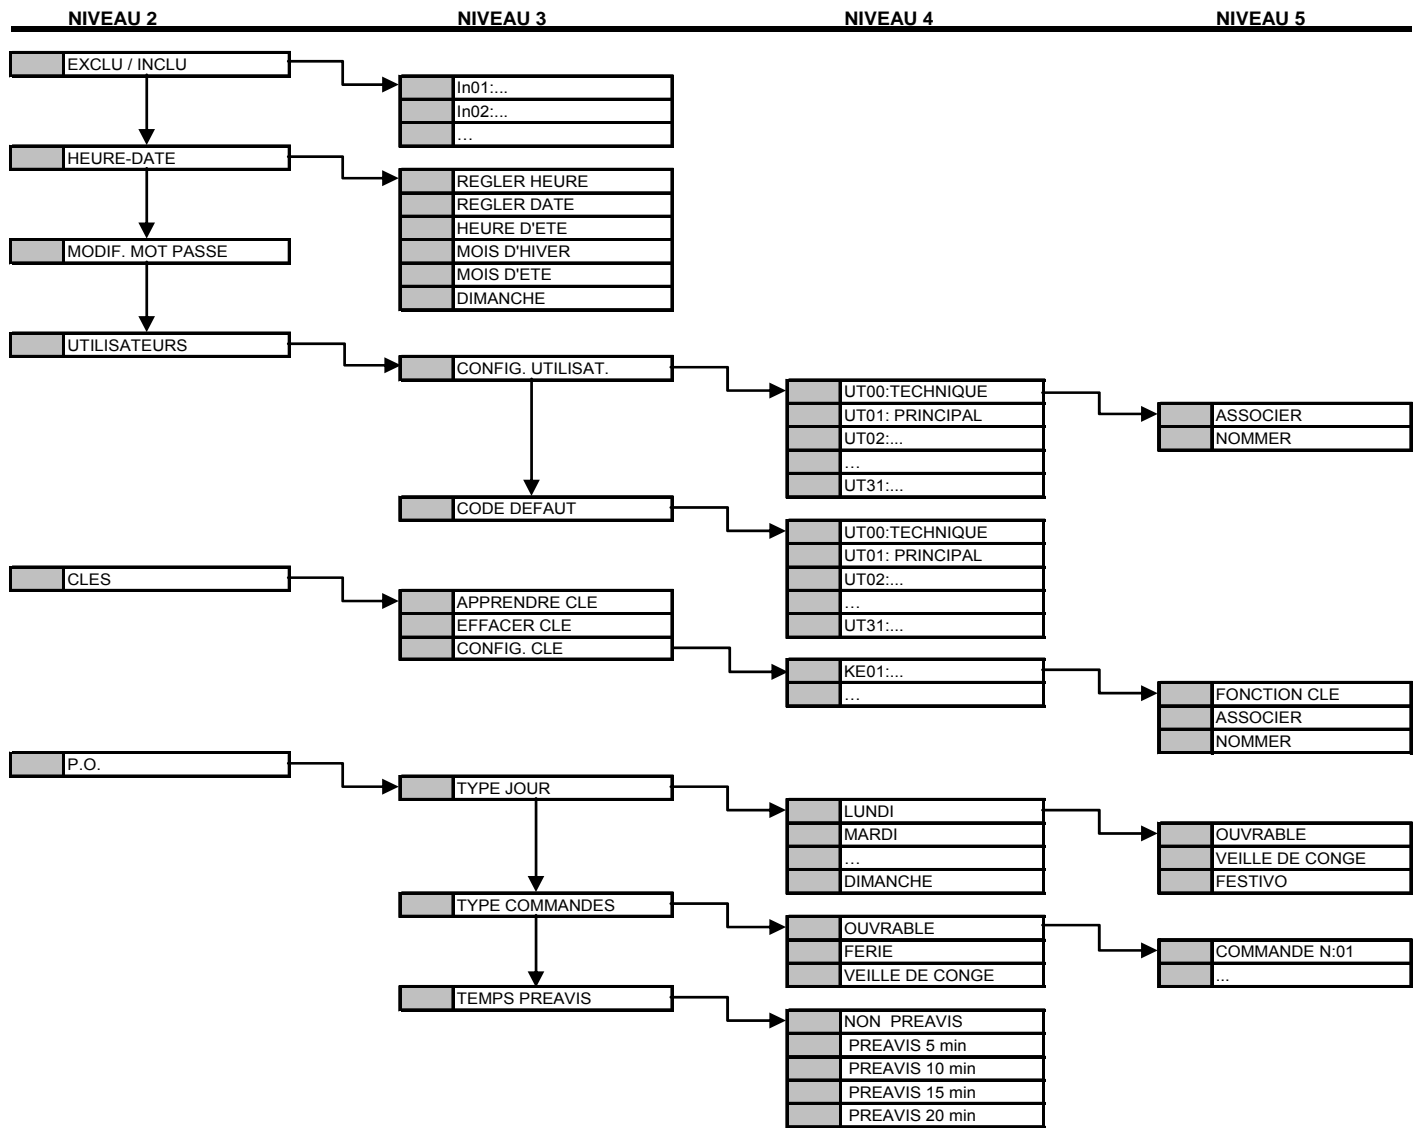 NIVEAU 2
NIVEAU 3
NIVEAU 4
NIVEAU 5
EXCLU / INCLU
In01:...
In02:...
...
HEURE-DATE
REGLER HEURE
REGLER DATE
HEURE D'ETE
MOIS D'HIVER
MOIS D'ETE
DIMANCHE
MODIF. MOT PASSE
UTILISATEURS
CONFIG. UTILISAT.
UT00:TECHNIQUE
UT01: PRINCIPAL
UT02:...
...
UT31:...
ASSOCIER
NOMMER
CODE DEFAUT
UT00:TECHNIQUE
UT01: PRINCIPAL
UT02:...
...
UT31:...
CLES
APPRENDRE CLE
EFFACER CLE
CONFIG. CLE
KE01:...
...
FONCTION CLE
ASSOCIER
NOMMER
P.O.
TYPE JOUR
LUNDI
MARDI
...
DIMANCHE
OUVRABLE
VEILLE DE CONGE
FESTIVO
TYPE COMMANDES
OUVRABLE
FERIE
VEILLE DE CONGE
COMMANDE N:01
...
TEMPS PREAVIS
NON  PREAVIS
PREAVIS 5 min
PREAVIS 10 min
PREAVIS 15 min
PREAVIS 20 min